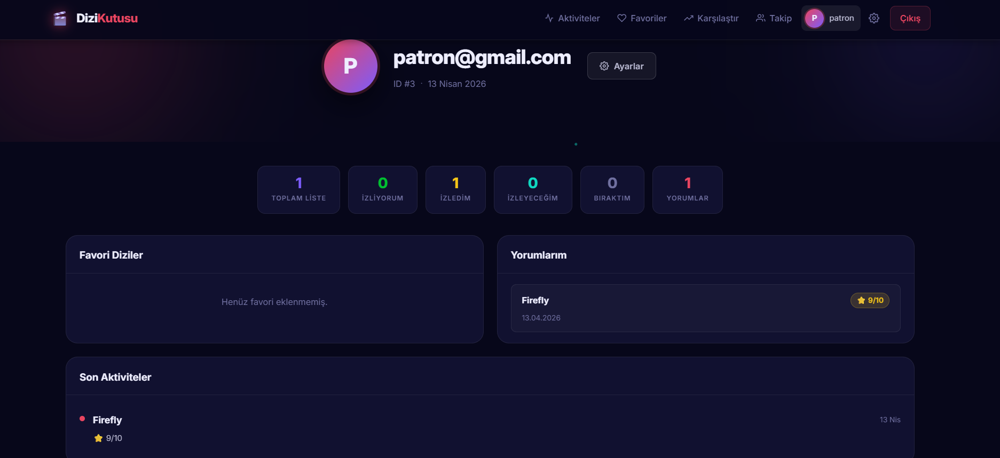 DiziKutusu
Aktiviteler
Favoriler
Karşılaştır
Takip
P
patron
Çıkış
P
patron@gmail.com
ID #3 · 13 Nisan 2026
Ayarlar
1
TOPLAM LİSTE
0
İZLİYORUM
1
İZLEDİM
0
İZLEYECEĞİM
0
BIRAKTIM
1
YORUMLAR
Favori Diziler
Henüz favori eklenmemiş.
Yorumlarım
Firefly
9/10
13.04.2026
Son Aktiviteler
Firefly
13 Nis
9/10